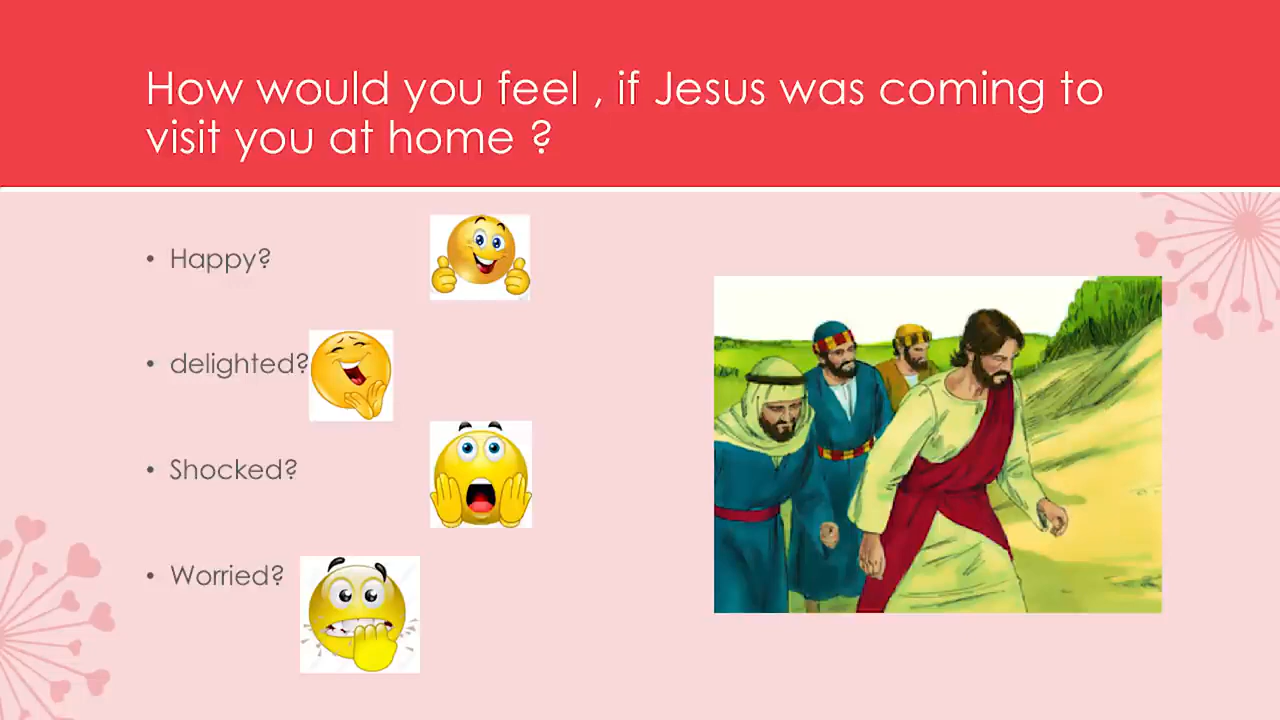 How would you feel , if Jesus was coming to
visit you at home ?
• Happy?
• delighted?
• Shocked?
• Worried?